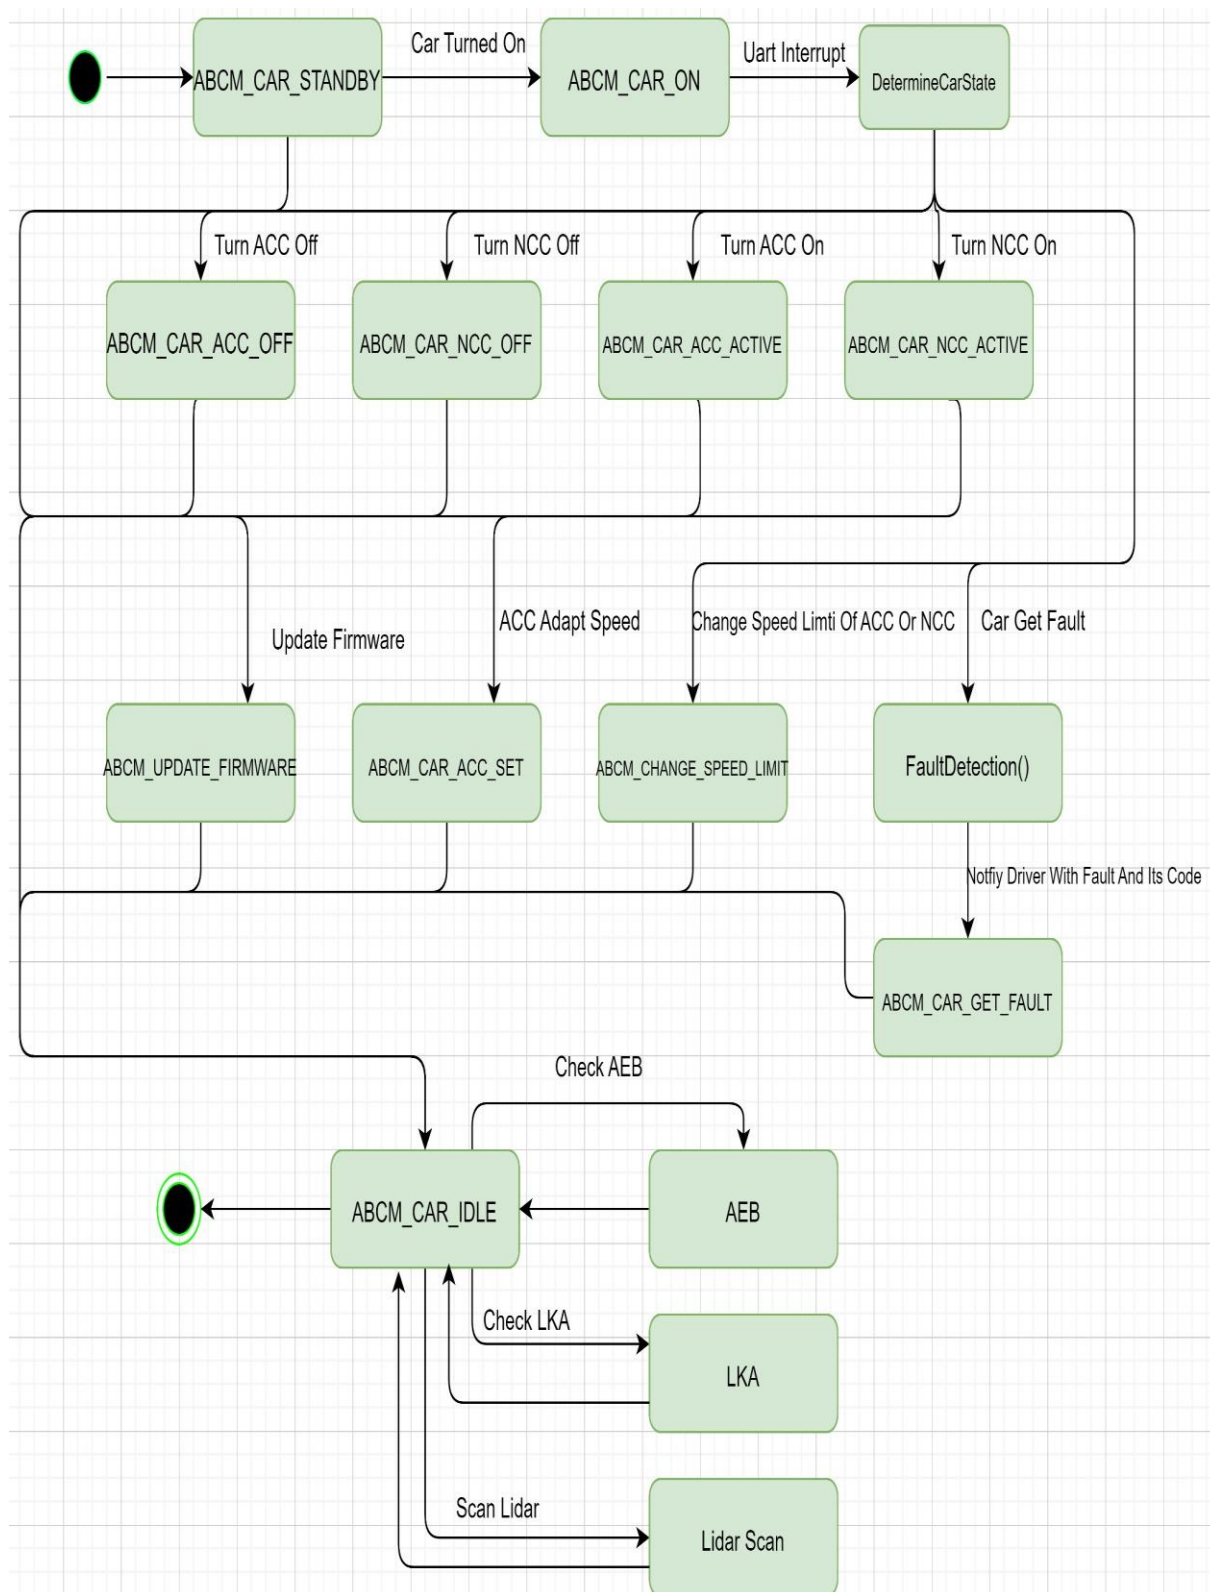 Car Turned On
Uart Interrupt
ABCM_CAR_STANDBY
ABCM_CAR_ON
DetermineCarState
Turn ACC Off
Turn NCC Off
Turn ACC On
Turn NCC On
ABCM_CAR_ACC_OFF
ABCM_CAR_NCC_OFF
ABCM_CAR_ACC_ACTIVE
ABCM_CAR_NCC_ACTIVE
Update Firmware
ACC Adapt Speed
Change Speed Limti Of ACC Or NCC
Car Get Fault
ABCM_UPDATE_FIRMWARE
ABCM_CAR_ACC_SET
ABCM_CHANGE_SPEED_LIMIT
FaultDetection()
Notfiy Driver With Fault And Its Code
ABCM_CAR_GET_FAULT
Check AEB
ABCM_CAR_IDLE
AEB
Check LKA
LKA
Scan Lidar
Lidar Scan